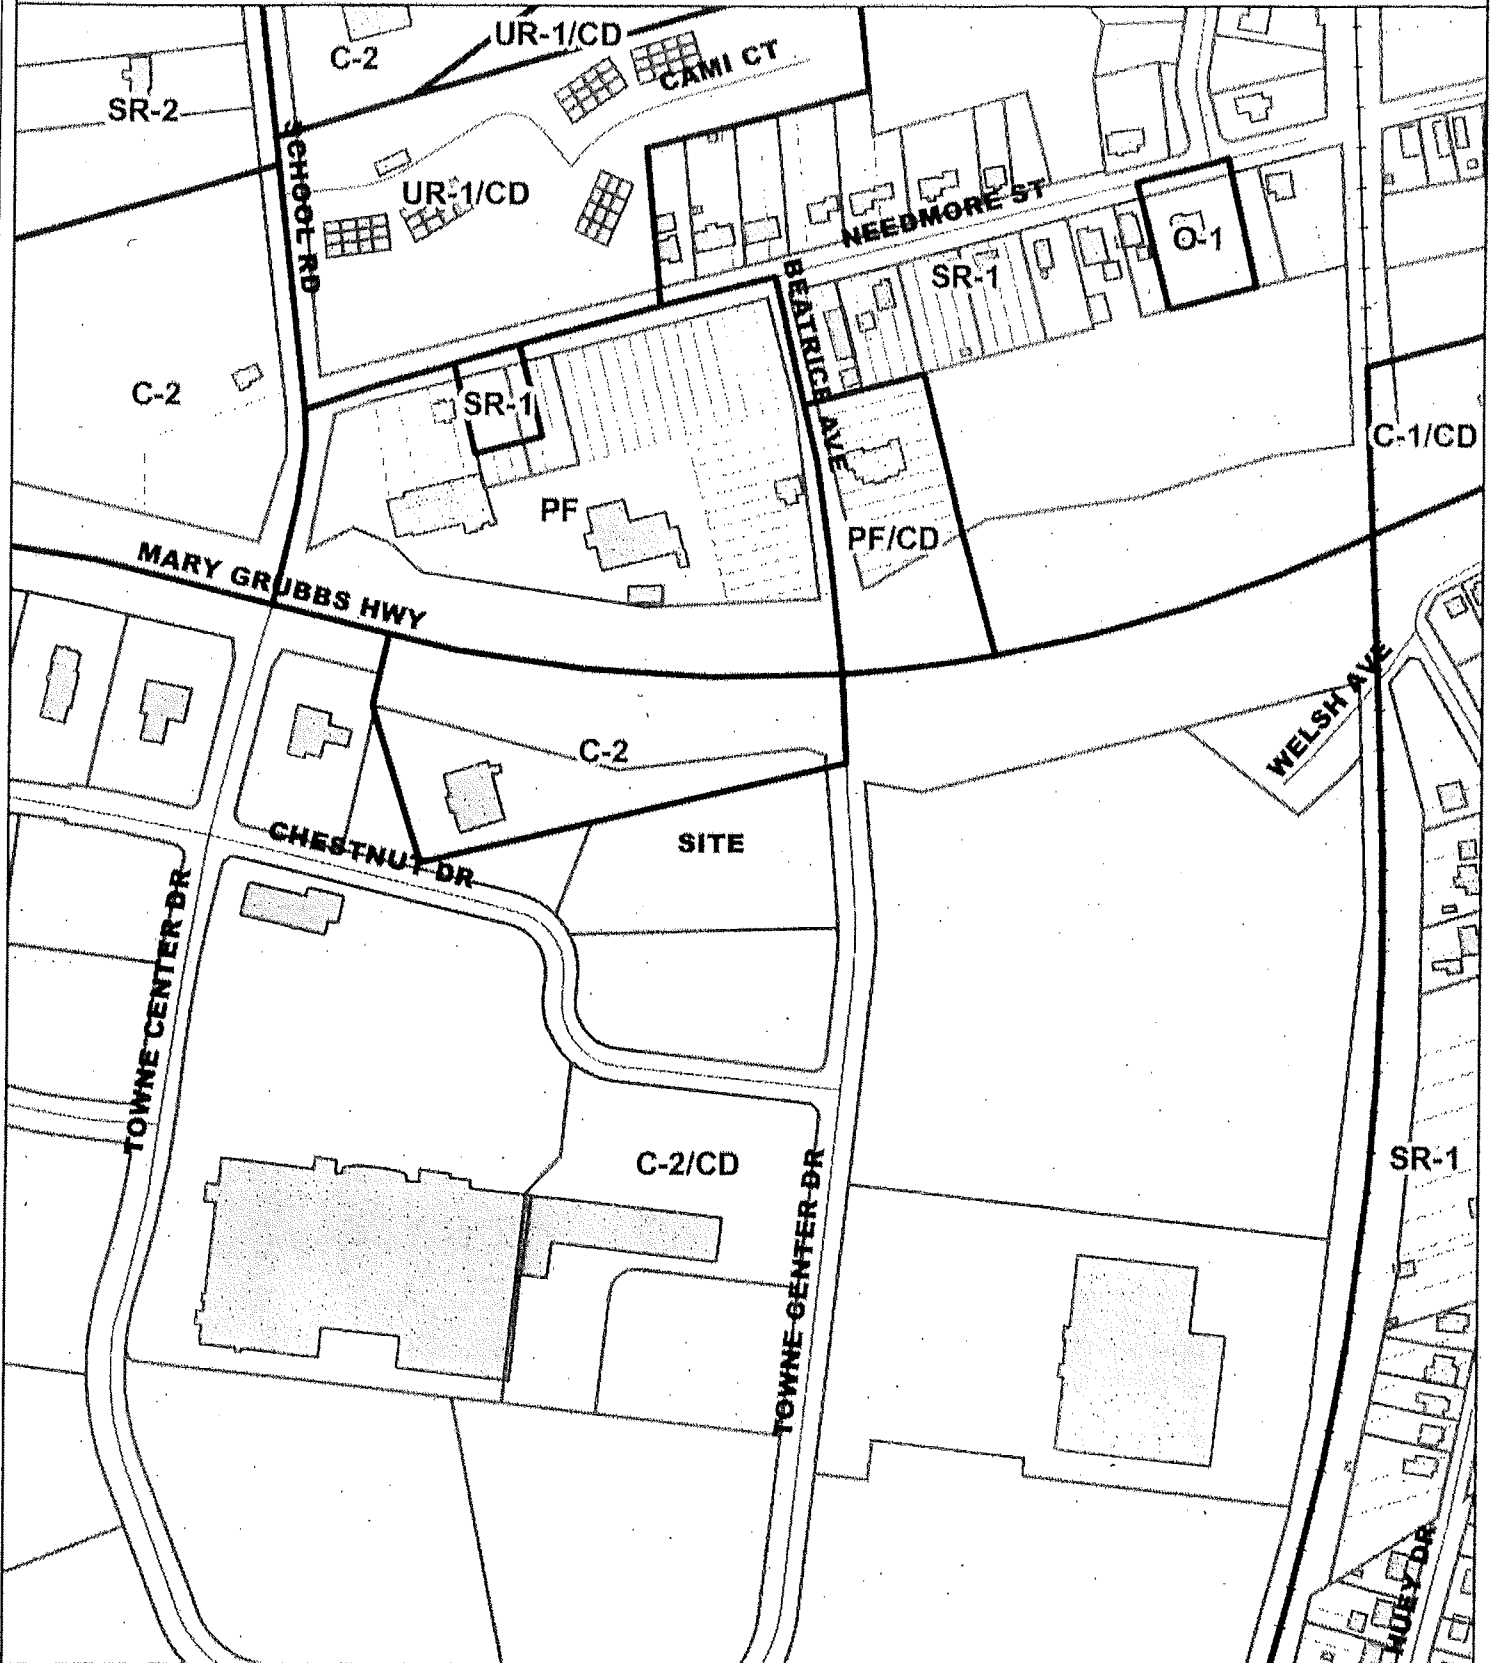 UR-1/CD
C-2
CAMI CT
SR-2
SCHOOL RD
UR-1/CD
NEEDMORE ST
O-1
SR-1
BEATRICE AVE
C-2
SR-1
C-1/CD
PF
PF/CD
MARY GRUBBS HWY
WELSH AVE
C-2
CHESTNUT DR
SITE
TOWNE CENTER DR
C-2/CD
SR-1
TOWNE CENTER DR
HUEY DR